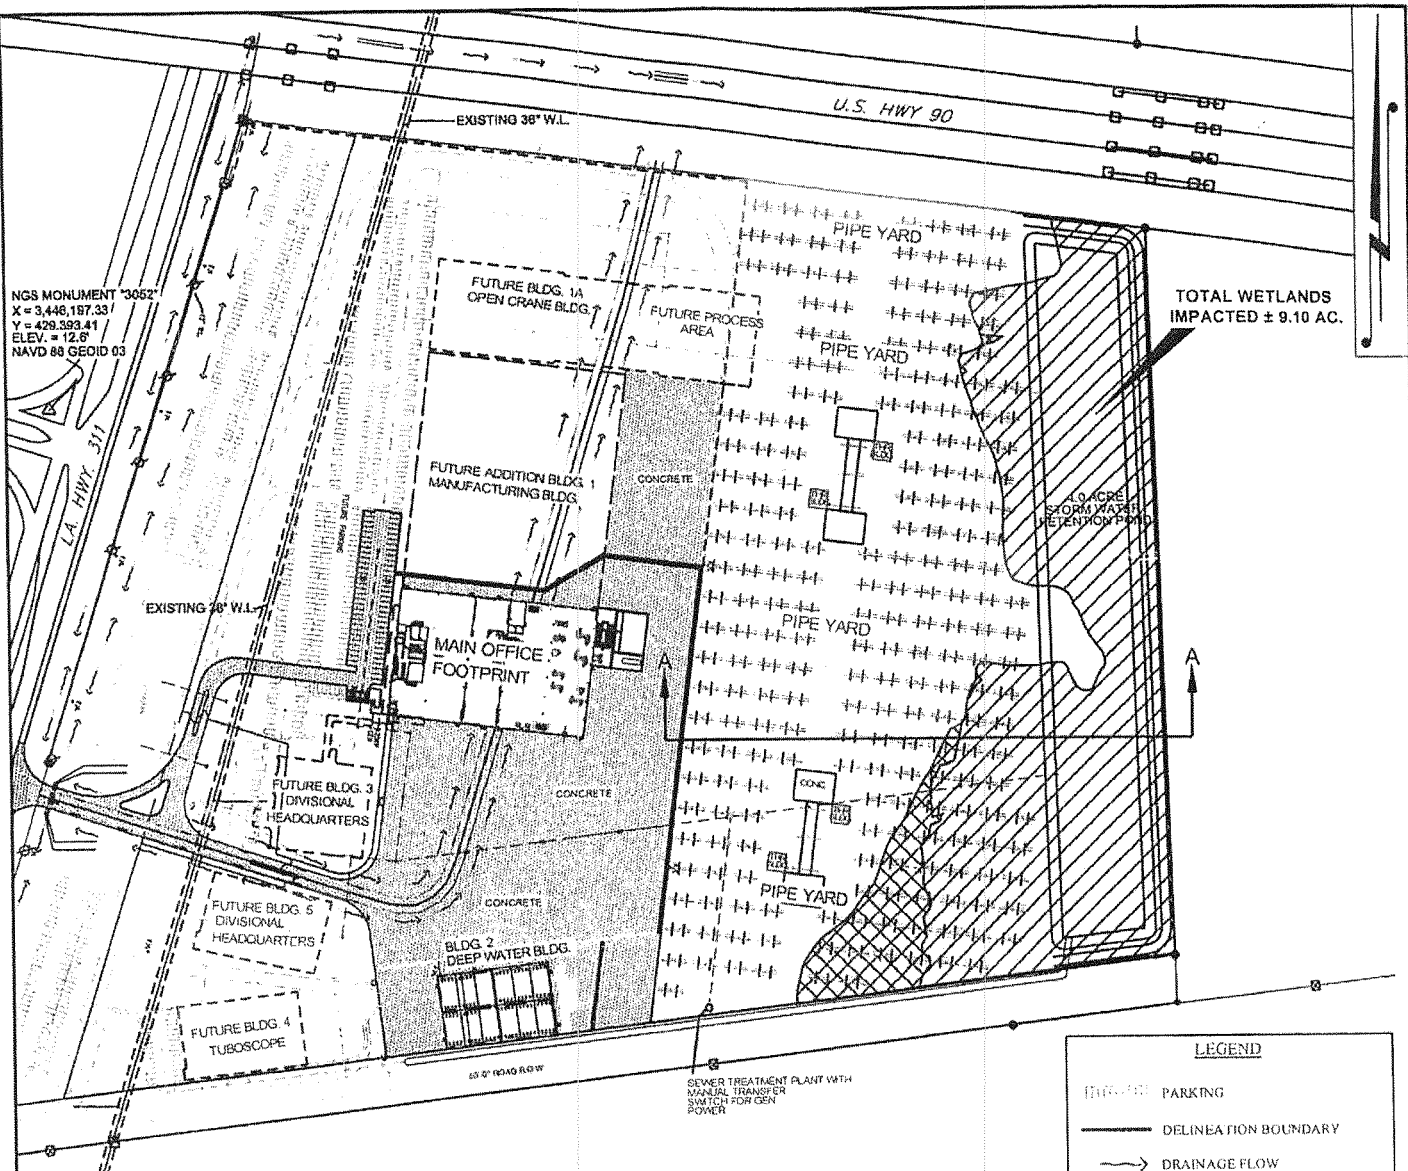 U.S. HWY 90
EXISTING 36" W.L.
PIPE YARD
NGS MONUMENT "3052"
X = 3,446,197.33
Y = 429,393.41
ELEV. = 12.6'
NAVD 88 GEOID 03
FUTURE BLDG. 1A
OPEN CRANE BLDG.
FUTURE PROCESS
AREA
TOTAL WETLANDS
IMPACTED ± 9.10 AC.
PIPE YARD
L.A. HWY. 311
FUTURE ADDITION BLDG. 1
MANUFACTURING BLDG.
CONCRETE
FUTURE PARKING
4.0 ACRE
STORM WATER
RETENTION POND
EXISTING 36" W.L.
PIPE YARD
MAIN OFFICE
FOOTPRINT
A
A
FUTURE BLDG. 3
DIVISIONAL
HEADQUARTERS
CONCRETE
CONC
PIPE YARD
FUTURE BLDG. 5
DIVISIONAL
HEADQUARTERS
CONCRETE
BLDG. 2
DEEP WATER BLDG.
FUTURE BLDG. 4
TUBOSCOPE
ROAD R.O.W
SEWER TREATMENT PLANT WITH
MANUAL TRANSFER
SWITCH FOR GEN
POWER
LEGEND
PARKING
DELINEATION BOUNDARY
DRAINAGE FLOW